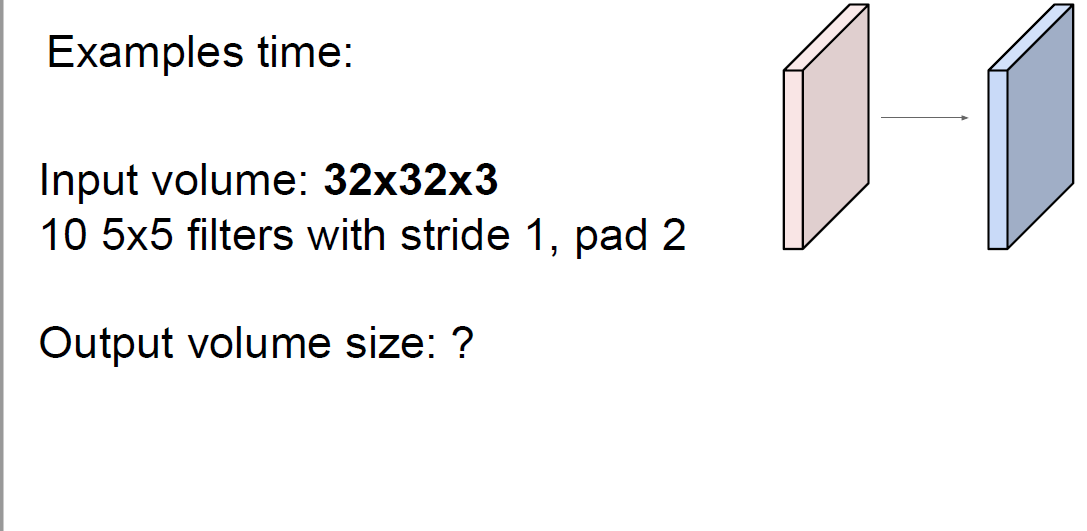 Examples time:
Input volume: 32x32x3
10 5x5 filters with stride 1, pad 2
Output volume size: ?